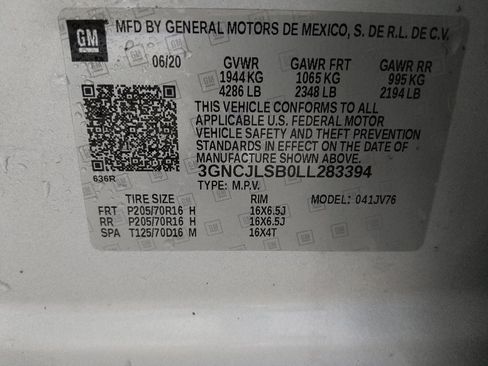 GM MFD BY GENERAL MOTORS DE MEXICO, S. DE R.L. DE C.V.
06/20 GVWR GAWR FRT GAWR RR
1944 KG 1065 KG 995 KG
4286 LB 2348 LB 2194 LB
THIS VEHICLE CONFORMS TO ALL
APPLICABLE U.S. FEDERAL MOTOR
VEHICLE SAFETY AND THEFT PREVENTION
STANDARDS IN EFFECT ON THE DATE OF
MANUFACTURE SHOWN ABOVE.
636R 3GNCJLSB0LL283394
TYPE: M.P.V.
TIRE SIZE RIM MODEL: 041JV76
FRT P205/70R16 H 16X6.5J
RR P205/70R16 H 16X6.5J
SPA T125/70D16 M 16X4T